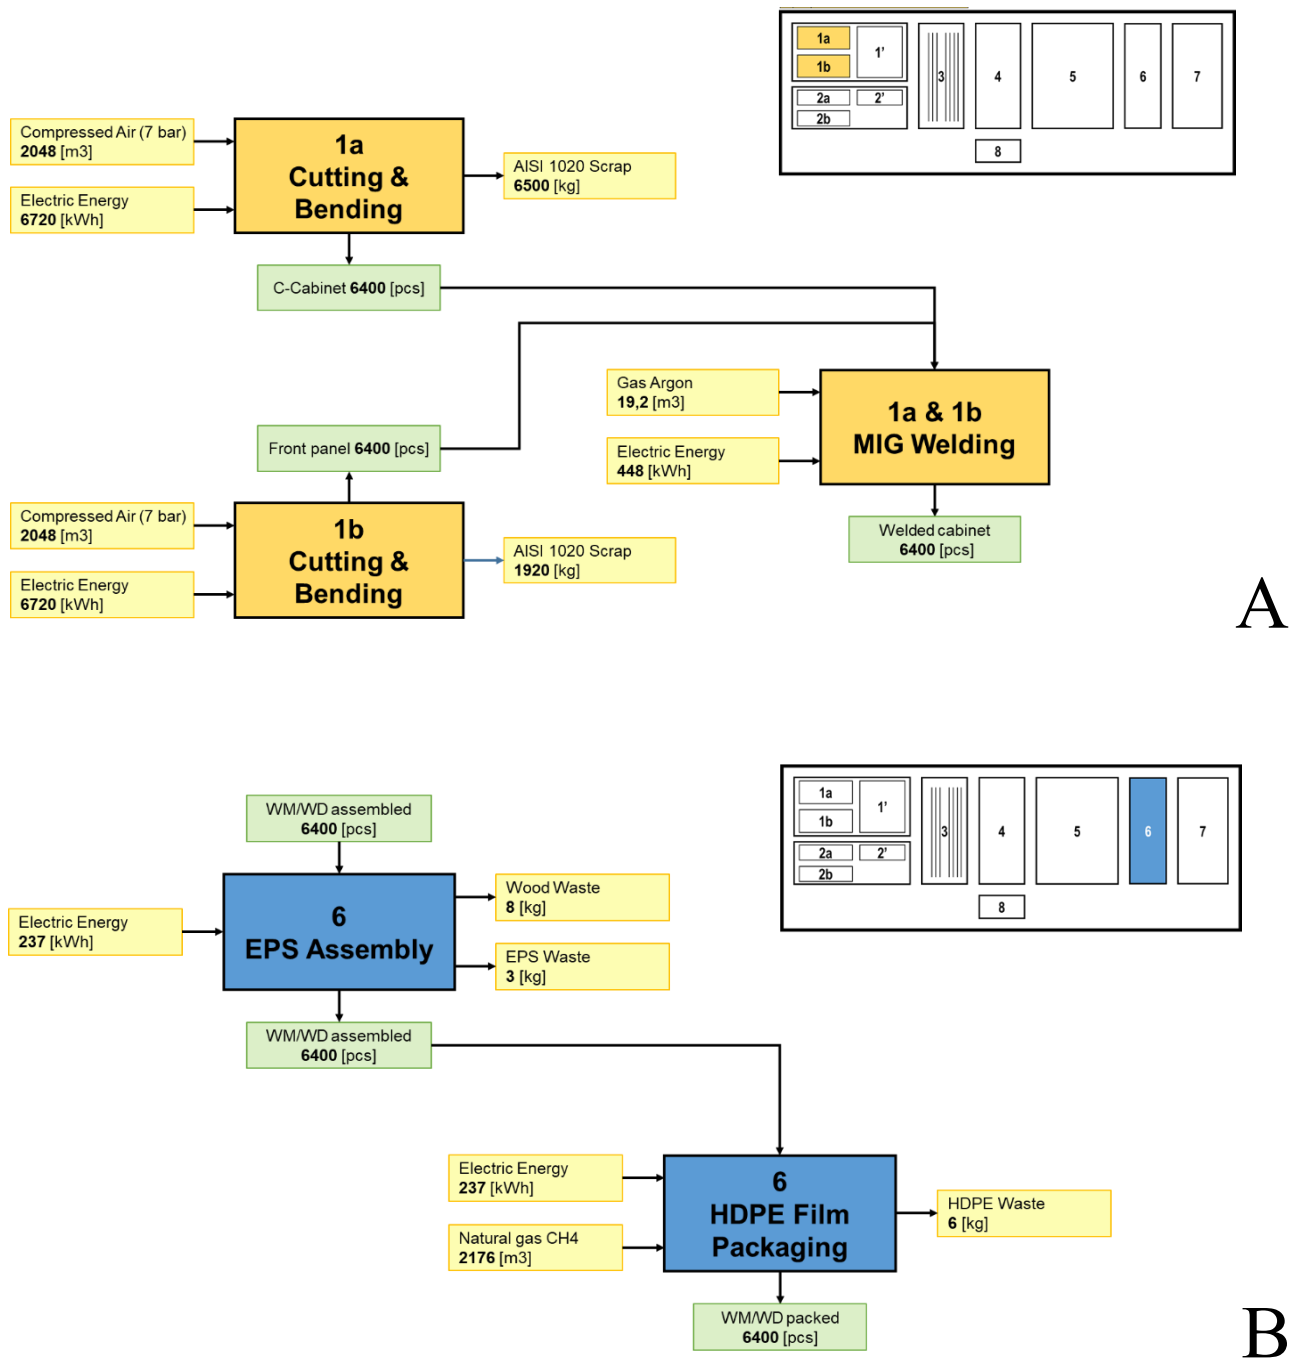 1a
1b
1'
2a
2'
2b
3
4
5
6
7
8
Compressed Air (7 bar)
2048 [m3]
Electric Energy
6720 [kWh]
1a
Cutting &
Bending
AISI 1020 Scrap
6500 [kg]
C-Cabinet 6400 [pcs]
Gas Argon
19,2 [m3]
Electric Energy
448 [kWh]
1a & 1b
MIG Welding
Front panel 6400 [pcs]
Compressed Air (7 bar)
2048 [m3]
Electric Energy
6720 [kWh]
1b
Cutting &
Bending
AISI 1020 Scrap
1920 [kg]
Welded cabinet
6400 [pcs]
A
1a
1b
1'
2a
2'
2b
3
4
5
6
7
8
WM/WD assembled
6400 [pcs]
Electric Energy
237 [kWh]
6
EPS Assembly
Wood Waste
8 [kg]
EPS Waste
3 [kg]
WM/WD assembled
6400 [pcs]
Electric Energy
237 [kWh]
Natural gas CH4
2176 [m3]
6
HDPE Film
Packaging
HDPE Waste
6 [kg]
WM/WD packed
6400 [pcs]
B